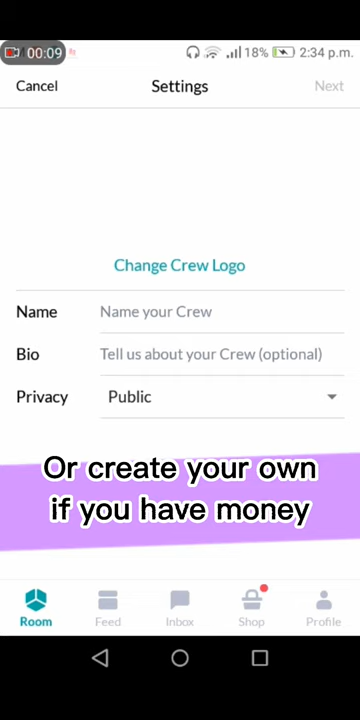 00:09
18%
2:34 p.m.
Cancel
Settings
Next
Change Crew Logo
Name
Name your Crew
Bio
Tell us about your Crew (optional)
Privacy
Public
Or create your own
if you have money
Room
Feed
Inbox
Shop
Profile